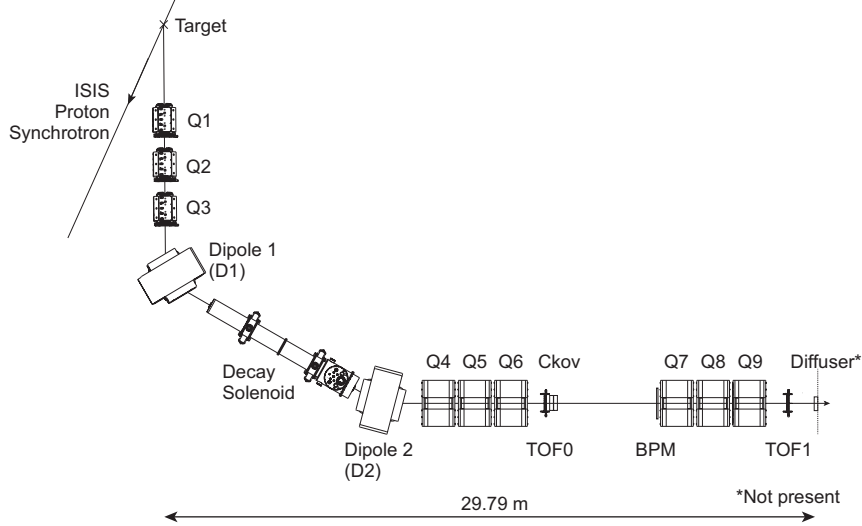 Target
ISIS
Proton
Synchrotron
Q1
Q2
Q3
Dipole 1
(D1)
Decay
Solenoid
Dipole 2
(D2)
Q4 Q5 Q6 Ckov Q7 Q8 Q9 Diffuser*
TOF0 BPM TOF1
*Not present
29.79 m